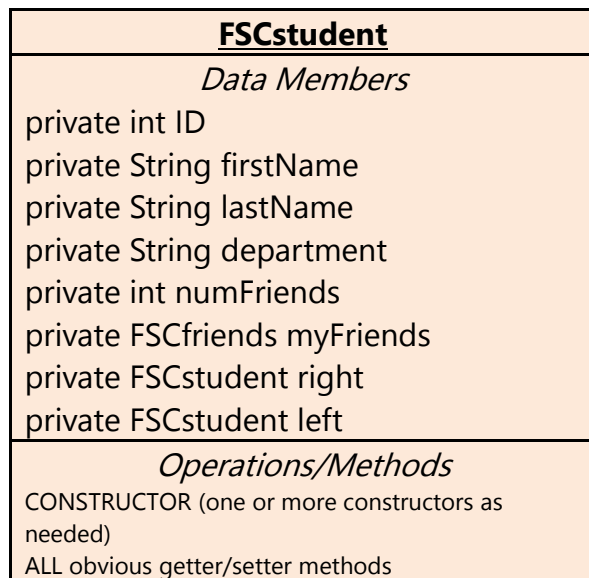 FSCstudent
Data Members
private int ID
private String firstName
private String lastName
private String department
private int numFriends
private FSCfriends myFriends
private FSCstudent right
private FSCstudent left
Operations/Methods
CONSTRUCTOR (one or more constructors as
needed)
ALL obvious getter/setter methods